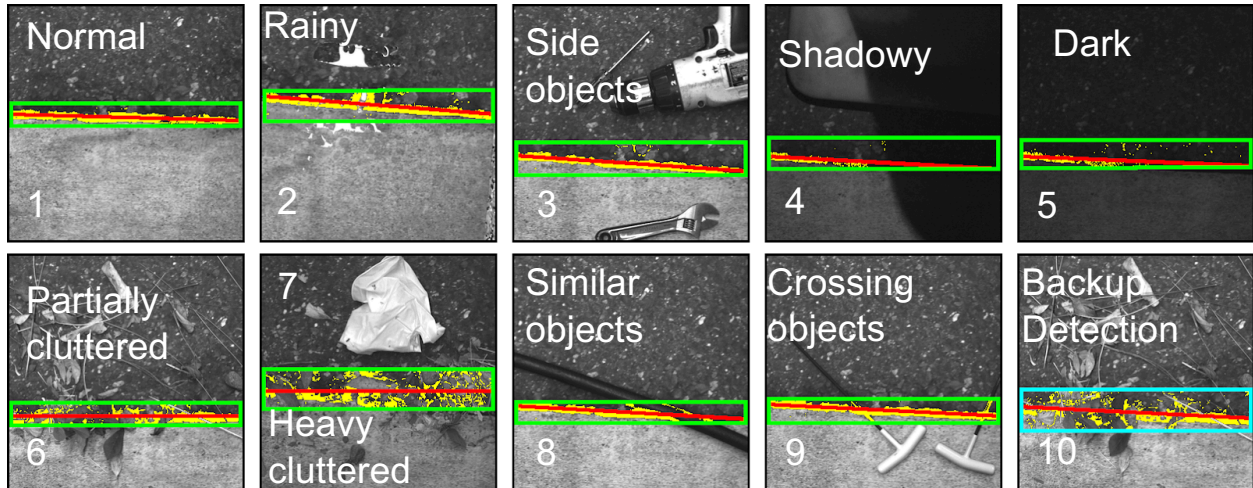 Normal
1
Rainy
2
Side
objects
3
Shadowy
4
Dark
5
Partially
cluttered
6
7
Heavy
cluttered
Similar
objects
8
Crossing
objects
9
Backup
Detection
10